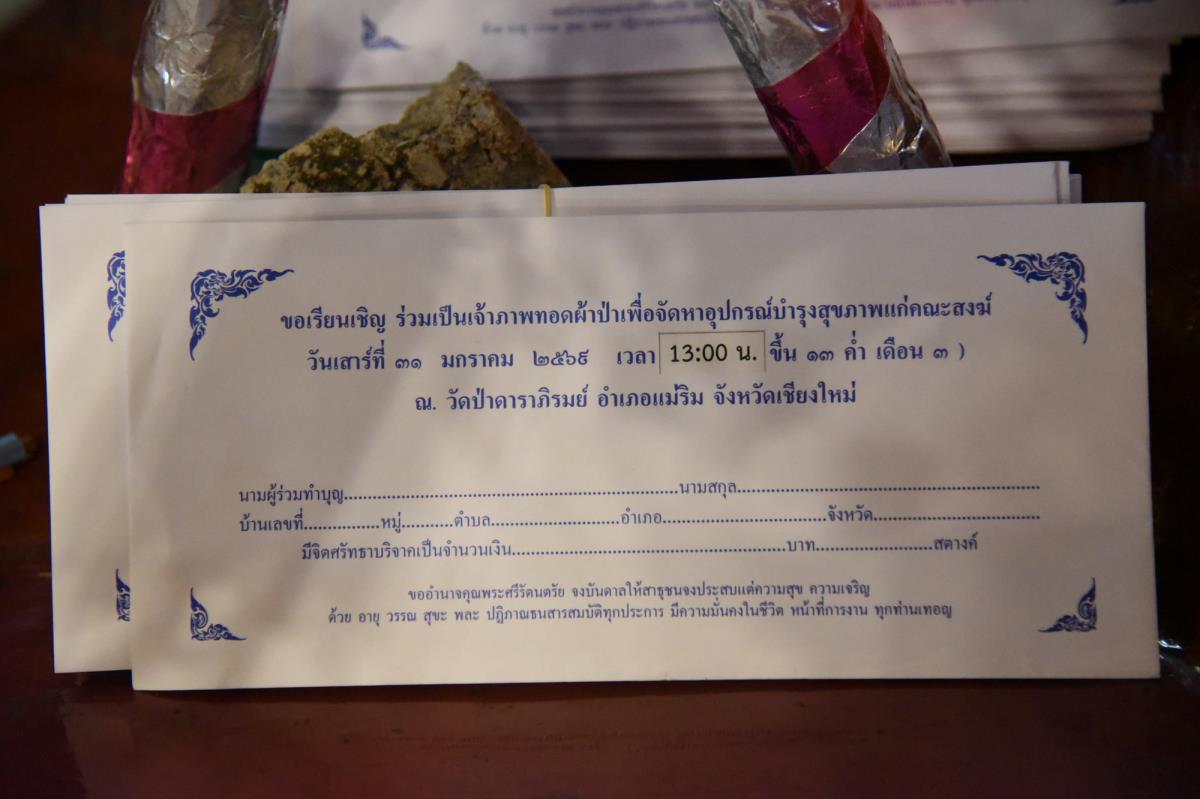 ขอเรียนเชิญ ร่วมเป็นเจ้าภาพทอดผ้าป่าเพื่อจัดหาอุปกรณ์บำรุงสุขภาพแก่คณะสงฆ์
วันเสาร์ที่ ๓๑ มกราคม ๒๕๖๙ เวลา 13:00 น. ขึ้น ๑๓ ค่ำ เดือน ๓ )
ณ. วัดป่าดาราภิรมย์ อำเภอแม่ริม จังหวัดเชียงใหม่
นามผู้ร่วมทำบุญ......................................................................นามสกุล................................................................
บ้านเลขที่................หมู่...........ตำบล...........................อำเภอ...................................จังหวัด...................................
มีจิตศรัทธาบริจาคเป็นจำนวนเงิน..........................................................บาท.........................สตางค์
ขออำนาจคุณพระศรีรัตนตรัย จงบันดาลให้สาธุชนจงประสบแต่ความสุข ความเจริญ
ด้วย อายุ วรรณ สุขะ พละ ปฏิภาณธนสารสมบัติทุกประการ มีความมั่นคงในชีวิต หน้าที่การงาน ทุกท่านเทอญ